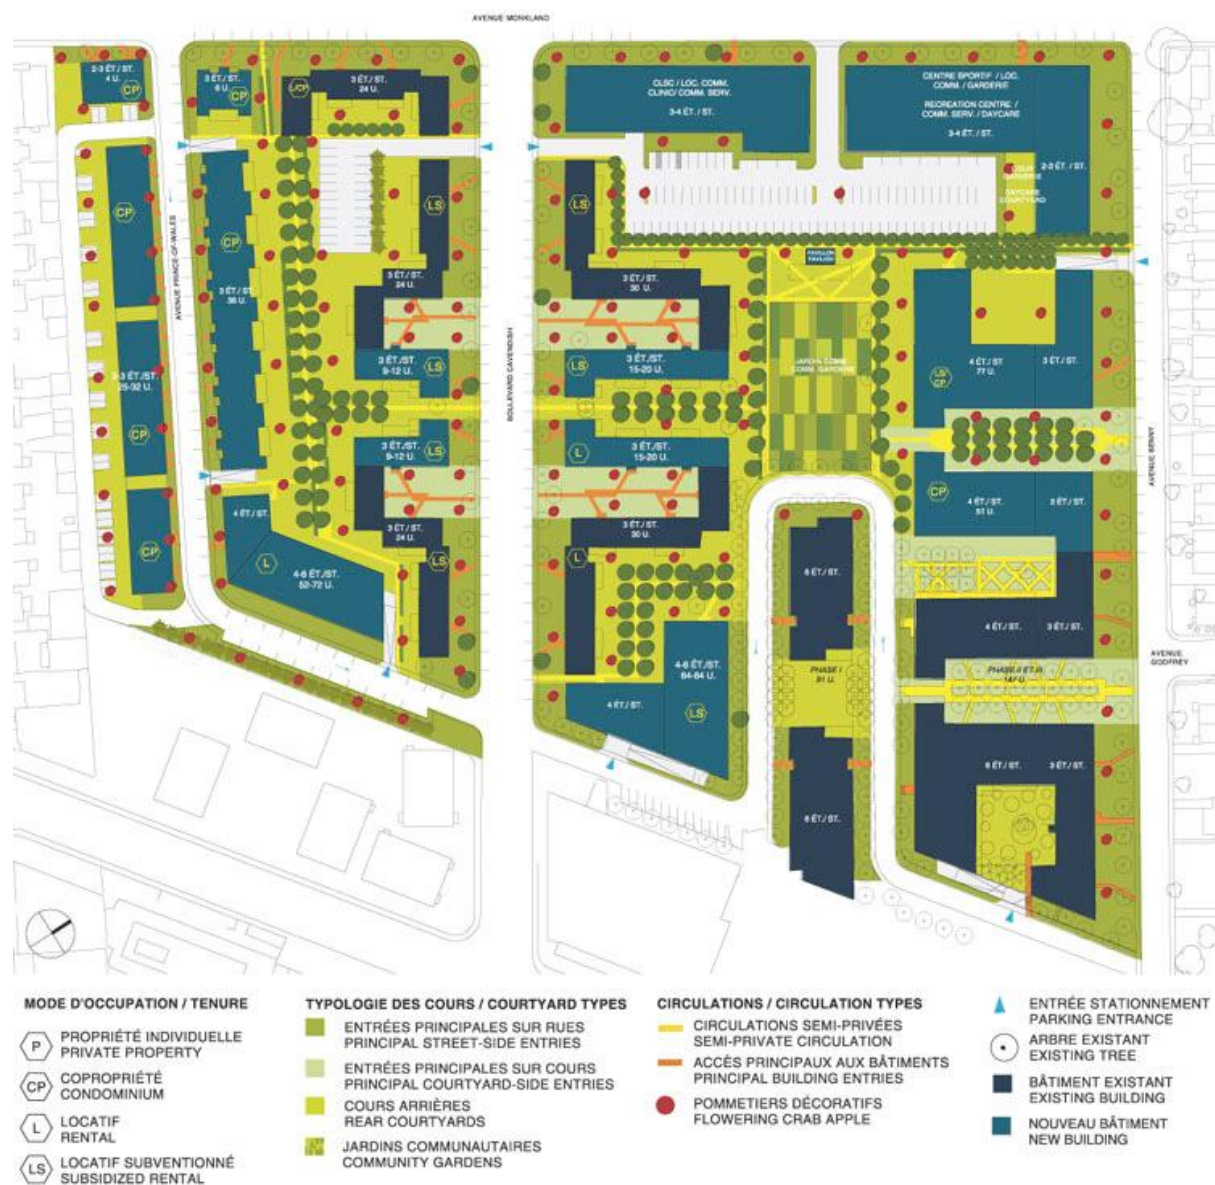 AVENUE MONKLAND
2-3 ÉT./ ST.
4 U.
CP
3 ÉT./ST.
6 U.
CP
L/CP
3 ÉT./ ST.
24 U.
CLSC / LOC. COMM.
CLINIC/ COMM. SERV.
3-4 ÉT. / ST.
CENTRE SPORTIF / LOC.
COMM. / GARDERIE
RECREATION CENTRE /
COMM. SERV. / DAYCARE
3-4 ÉT. / ST.
2-3 ÉT. / ST.
COUR
GARDERIE
DAYCARE
COURTYARD
CP
AVENUE PRINCE-OF-WALES
CP
3 ÉT./ ST.
36 U.
LS
LS
PAVILLON
PAVILION
3 ÉT./ ST.
24 U.
3 ÉT./ ST.
30 U.
BOULEVARD CAVENDISH
2-3 ÉT./ ST.
25-32 U.
CP
3 ÉT./ST.
9-12 U.
LS
LS
3 ÉT./ST.
15-20 U.
JARDIN COMM.
COMM. GARDENS
4 ÉT./ ST.
77 U.
3 ÉT./ ST.
LS/
CP
3 ÉT./ST.
9-12 U.
LS
L
3 ÉT./ST.
15-20 U.
AVENUE BENNY
CP
4 ÉT./ ST.
51 U.
3 ÉT./ ST.
CP
4 ÉT./ ST.
L
4-6 ÉT./ST.
52-72 U.
3 ÉT./ ST.
24 U.
LS
L
3 ÉT./ ST.
30 U.
6 ÉT./ ST.
4 ÉT./ ST.
3 ÉT./ ST.
AVENUE
GODFREY
PHASE I
91 U.
PHASE II ET III
147 U.
4-6 ÉT./ST.
64-84 U.
4 ÉT./ ST.
LS
6 ÉT./ ST.
3 ÉT./ ST.
6 ÉT./ ST.
MODE D'OCCUPATION / TENURE
P
PROPRIÉTÉ INDIVIDUELLE
PRIVATE PROPERTY
CP
COPROPRIÉTÉ
CONDOMINIUM
L
LOCATIF
RENTAL
LS
LOCATIF SUBVENTIONNÉ
SUBSIDIZED RENTAL
TYPOLOGIE DES COURS / COURTYARD TYPES
ENTRÉES PRINCIPALES SUR RUES
PRINCIPAL STREET-SIDE ENTRIES
ENTRÉES PRINCIPALES SUR COURS
PRINCIPAL COURTYARD-SIDE ENTRIES
COURS ARRIÈRES
REAR COURTYARDS
JARDINS COMMUNAUTAIRES
COMMUNITY GARDENS
CIRCULATIONS / CIRCULATION TYPES
CIRCULATIONS SEMI-PRIVÉES
SEMI-PRIVATE CIRCULATION
ACCÈS PRINCIPAUX AUX BÂTIMENTS
PRINCIPAL BUILDING ENTRIES
POMMETIERS DÉCORATIFS
FLOWERING CRAB APPLE
ENTRÉE STATIONNEMENT
PARKING ENTRANCE
ARBRE EXISTANT
EXISTING TREE
BÂTIMENT EXISTANT
EXISTING BUILDING
NOUVEAU BÂTIMENT
NEW BUILDING